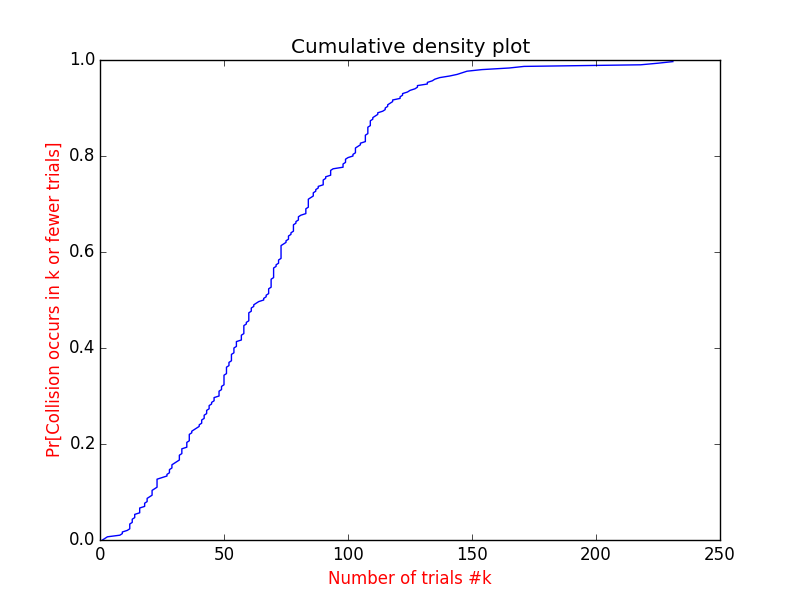 Cumulative density plot
1.0
0.8
0.6
0.4
0.2
0.0
Pr[Collision occurs in k or fewer trials]
0 50 100 150 200 250
Number of trials #k